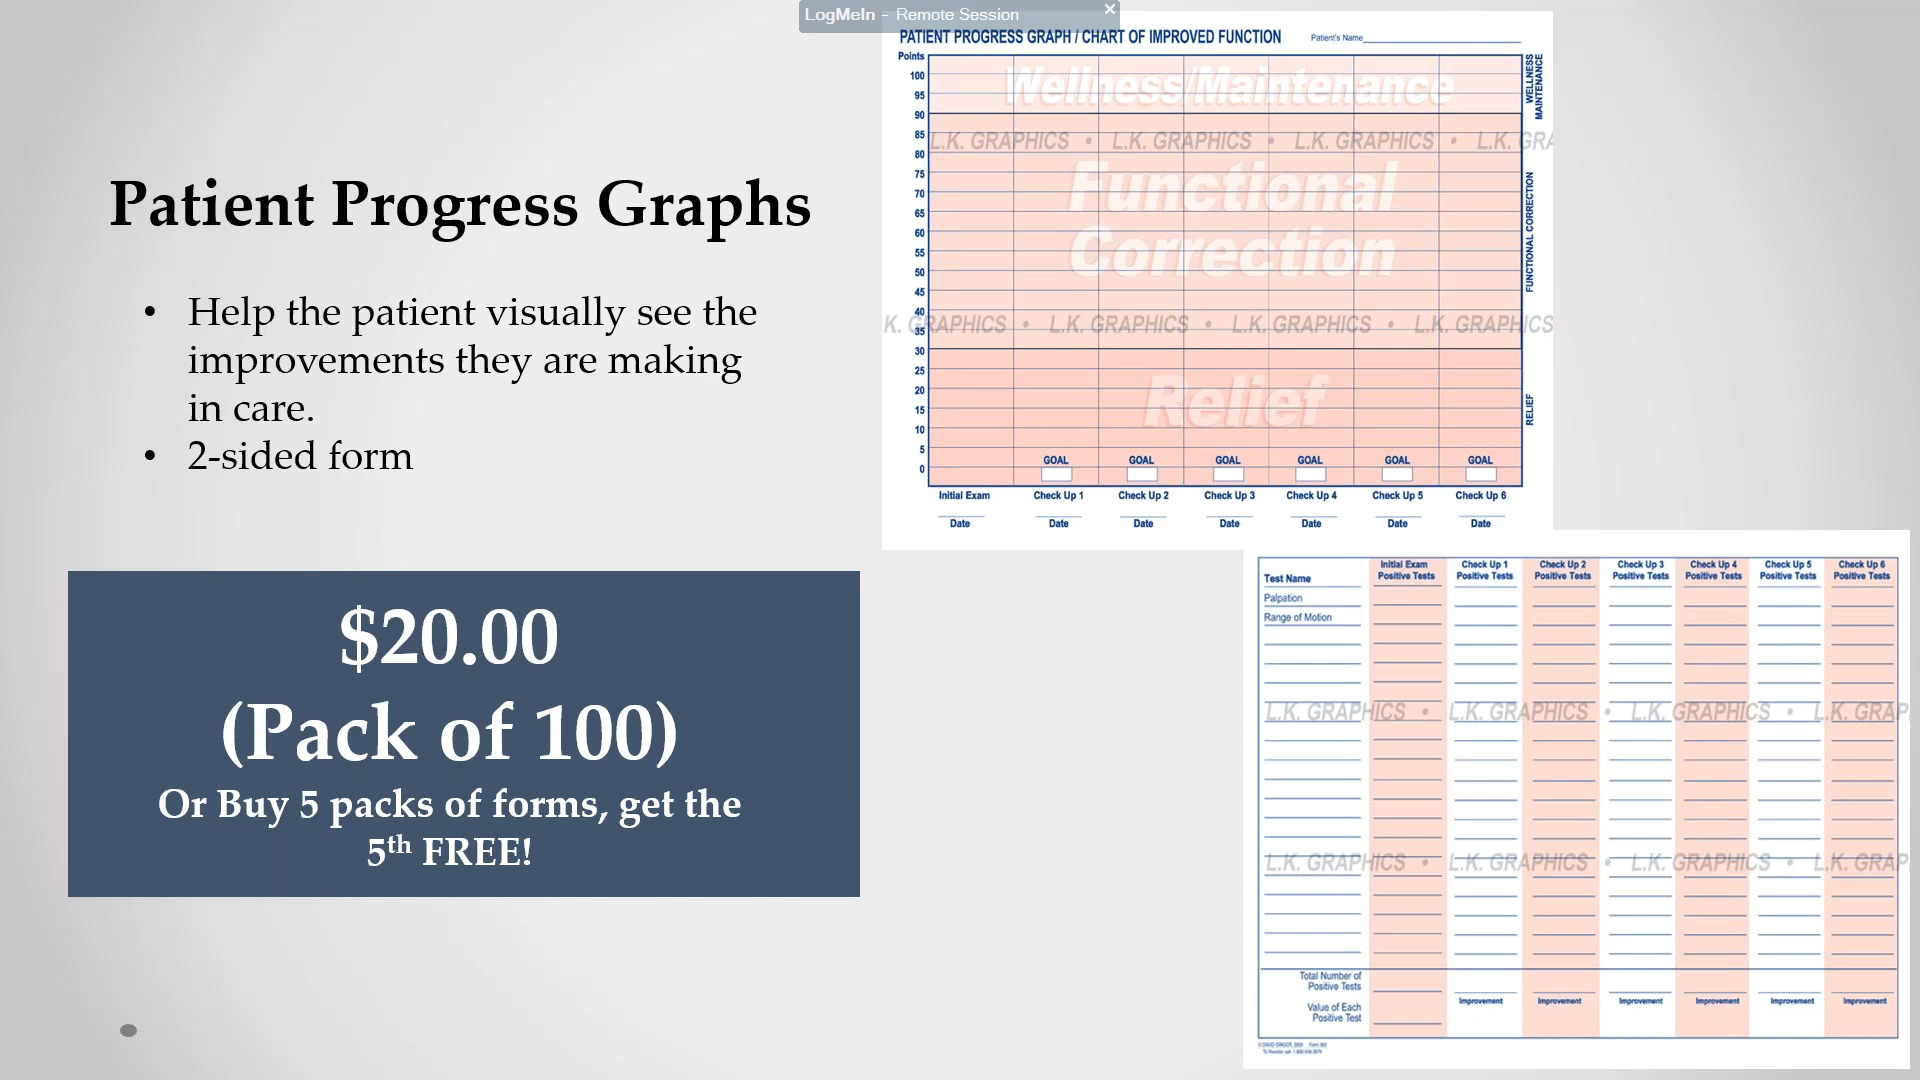 LogMeIn - Remote Session
PATIENT PROGRESS GRAPH / CHART OF IMPROVED FUNCTION
Patient's Name
Points
100
95
90
85
80
75
70
65
60
55
50
45
40
35
30
25
20
15
10
5
0
Wellness/Maintenance
L.K. GRAPHICS • L.K. GRAPHICS • L.K. GRAPHICS • L.K. GRA
Functional
Correction
K. GRAPHICS • L.K. GRAPHICS • L.K. GRAPHICS • L.K. GRAPHICS
Relief
WELLNESS
MAINTENANCE
FUNCTIONAL CORRECTION
RELIEF
GOAL GOAL GOAL GOAL GOAL GOAL
Initial Exam Check Up 1 Check Up 2 Check Up 3 Check Up 4 Check Up 5 Check Up 6
Date Date Date Date Date Date Date
Patient Progress Graphs
• Help the patient visually see the
improvements they are making
in care.
• 2-sided form
$20.00
(Pack of 100)
Or Buy 5 packs of forms, get the
5th FREE!
Initial Exam Check Up 1 Check Up 2 Check Up 3 Check Up 4 Check Up 5 Check Up 6
Test Name Positive Tests Positive Tests Positive Tests Positive Tests Positive Tests Positive Tests Positive Tests
Palpation
Range of Motion
L.K. GRAPHICS • L.K. GRAPHICS • L.K. GRAPHICS • L.K. GRAP
L.K. GRAPHICS • L.K. GRAPHICS • L.K. GRAPHICS • L.K. GRAP
Total Number of
Positive Tests
Improvement Improvement Improvement Improvement Improvement Improvement
Value of Each
Positive Test